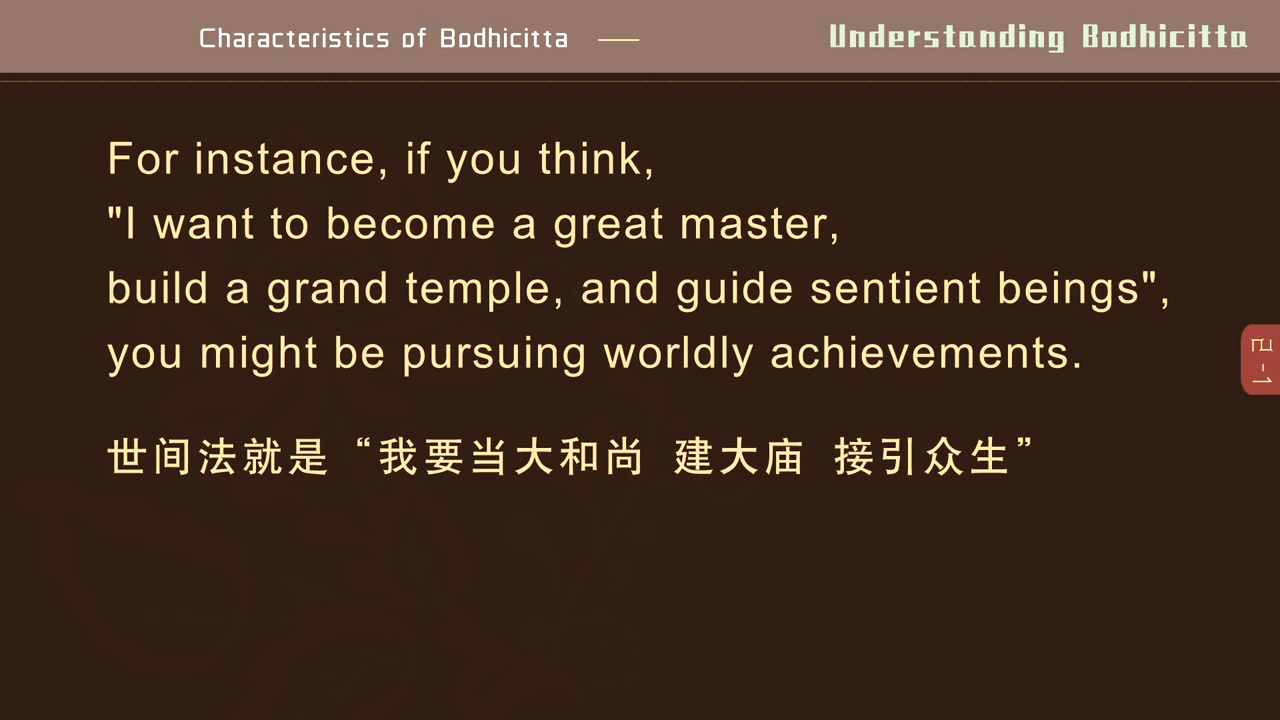 Characteristics of Bodhicitta
Understanding Bodhicitta
For instance, if you think,
"I want to become a great master,
build a grand temple, and guide sentient beings",
you might be pursuing worldly achievements.
世间法就是“我要当大和尚 建大庙 接引众生”